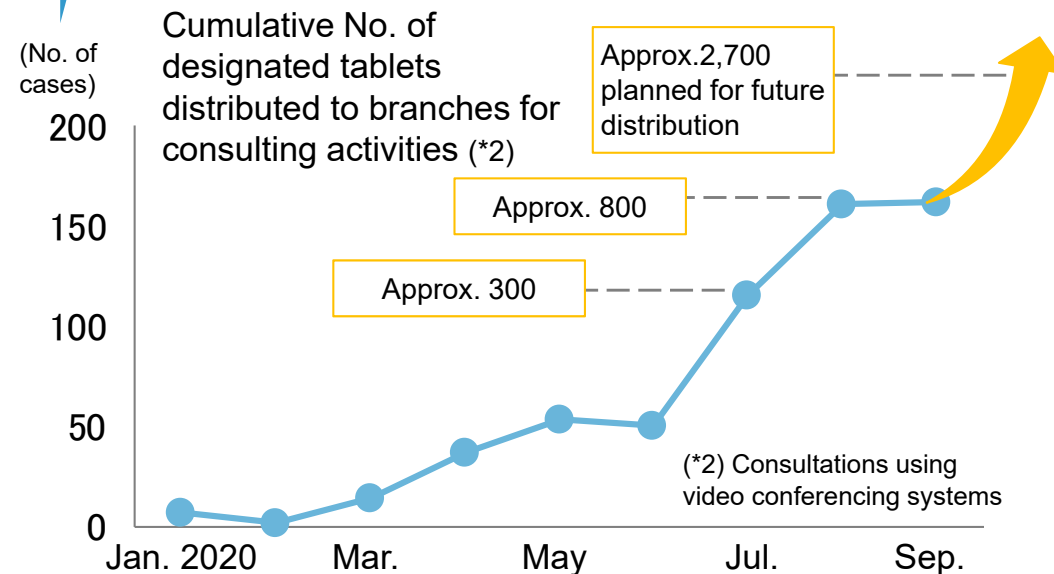 (No. of
cases)
Cumulative No. of
designated tablets
distributed to branches for
consulting activities (*2)
Approx.2,700
planned for future
distribution
Approx. 800
Approx. 300
200
150
100
50
0
(*2) Consultations using
video conferencing systems
Jan. 2020 Mar. May Jul. Sep.